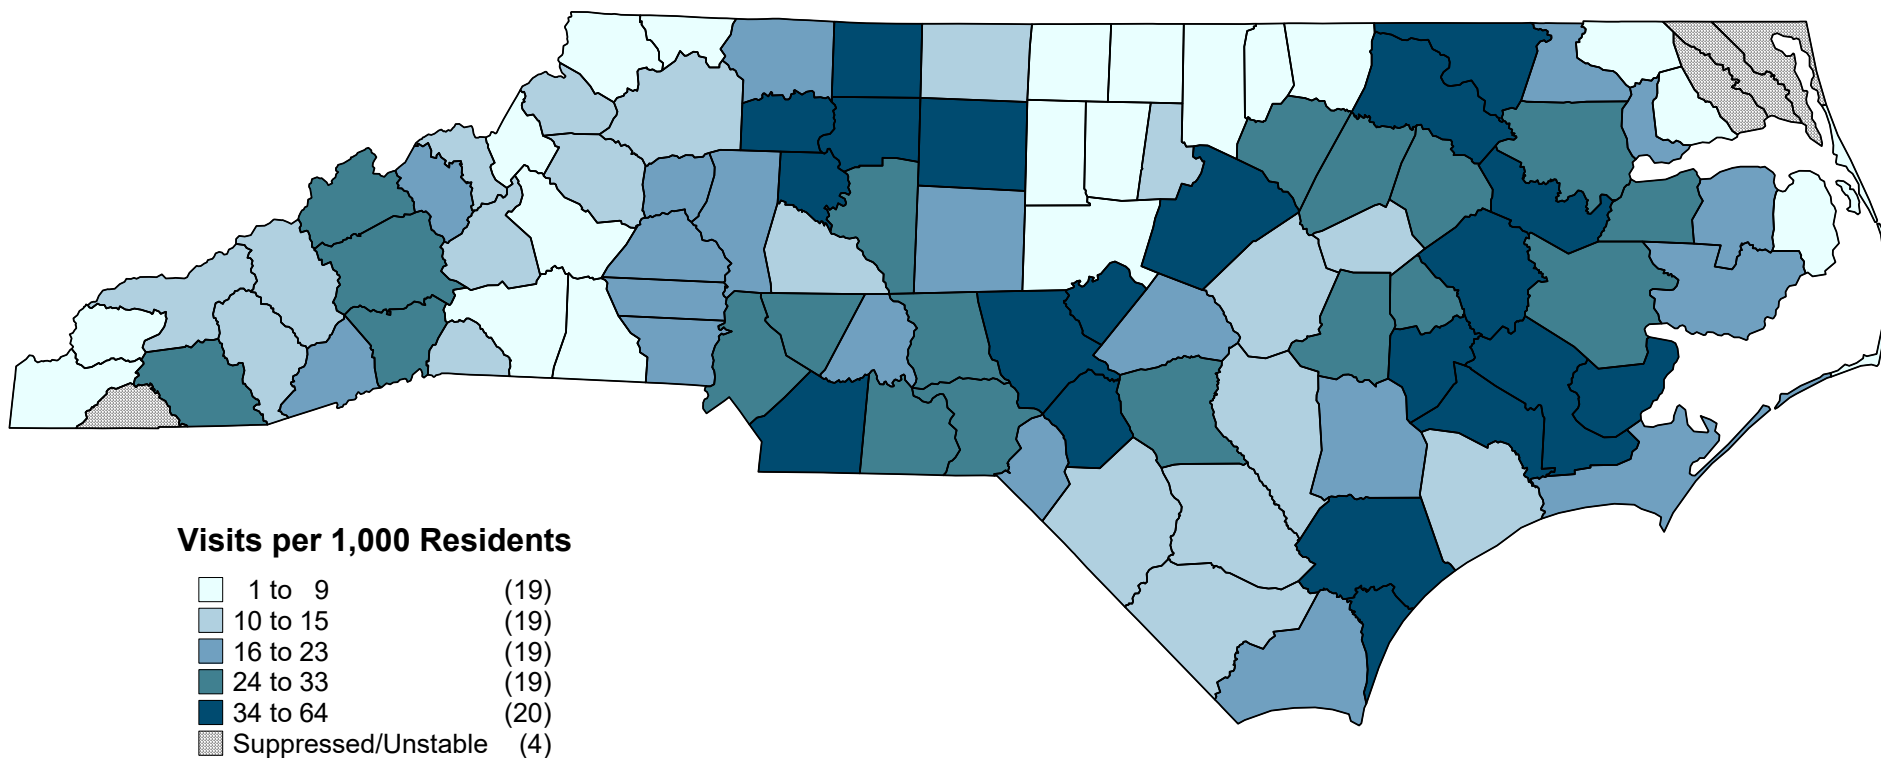 Visits per 1,000 Residents
1 to 9 (19)
10 to 15 (19)
16 to 23 (19)
24 to 33 (19)
34 to 64 (20)
Suppressed/Unstable (4)